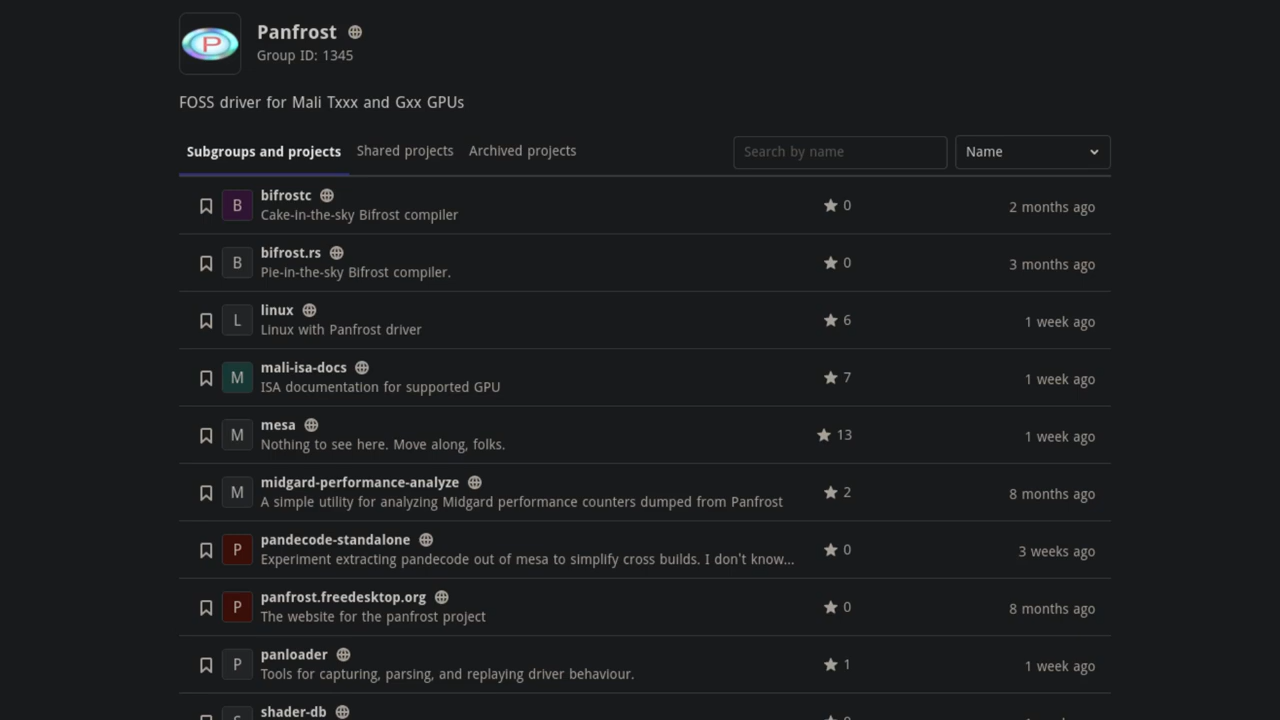 P
Panfrost
Group ID: 1345
FOSS driver for Mali Txxx and Gxx GPUs
Subgroups and projects Shared projects Archived projects Search by name Name
B bifrostc 0 2 months ago
Cake-in-the-sky Bifrost compiler
B bifrost.rs 0 3 months ago
Pie-in-the-sky Bifrost compiler.
L linux 6 1 week ago
Linux with Panfrost driver
M mali-isa-docs 7 1 week ago
ISA documentation for supported GPU
M mesa 13 1 week ago
Nothing to see here. Move along, folks.
M midgard-performance-analyze 2 8 months ago
A simple utility for analyzing Midgard performance counters dumped from Panfrost
P pandecode-standalone 0 3 weeks ago
Experiment extracting pandecode out of mesa to simplify cross builds. I don't know...
P panfrost.freedesktop.org 0 8 months ago
The website for the panfrost project
P panloader 1 1 week ago
Tools for capturing, parsing, and replaying driver behaviour.
shader-db